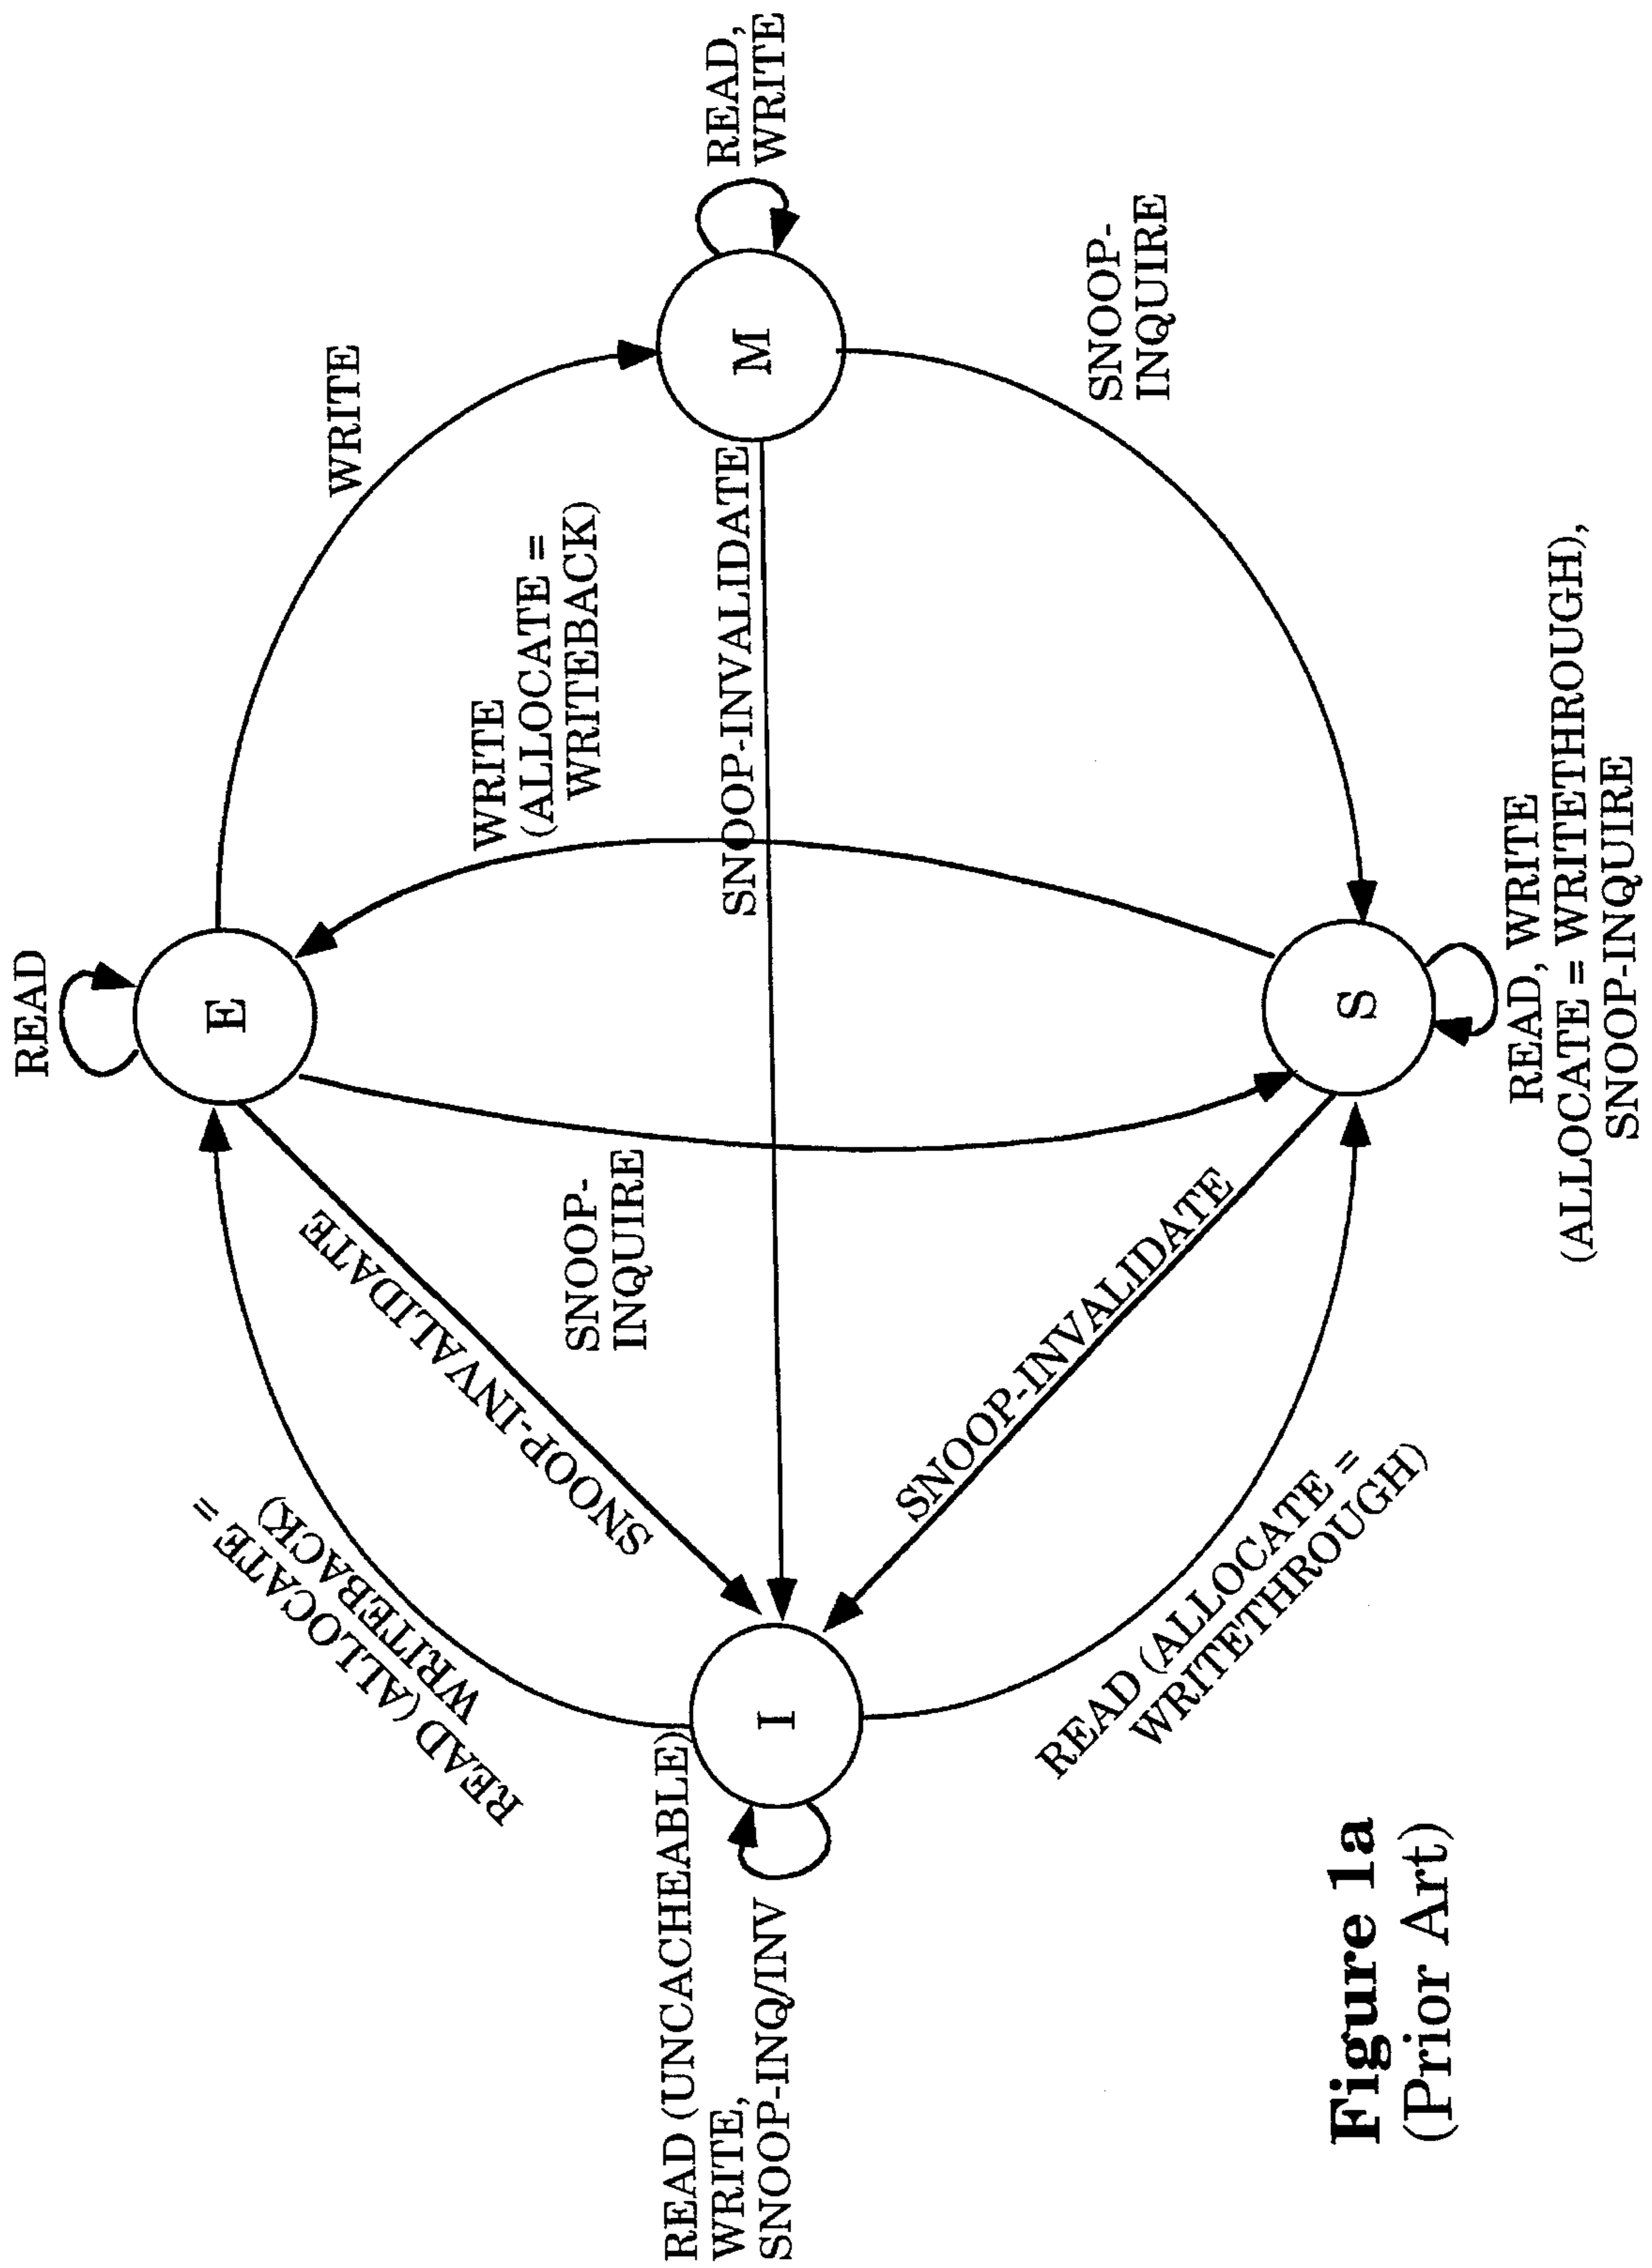 READ
READ (ALLOCATE =
WRITEBACK)
E
WRITE
SNOOP-INVALIDATE
WRITE
(ALLOCATE =
WRITEBACK)
SNOOP-
INQUIRE
READ (UNCACHEABLE)
WRITE,
SNOOP-INQ/INV
I
SNOOP-INVALIDATE
M
READ,
WRITE
SNOOP-INVALIDATE
SNOOP-
INQUIRE
READ (ALLOCATE =
WRITETHROUGH)
S
READ, WRITE
(ALLOCATE = WRITETHROUGH),
SNOOP-INQUIRE
Figure 1a
(Prior Art)